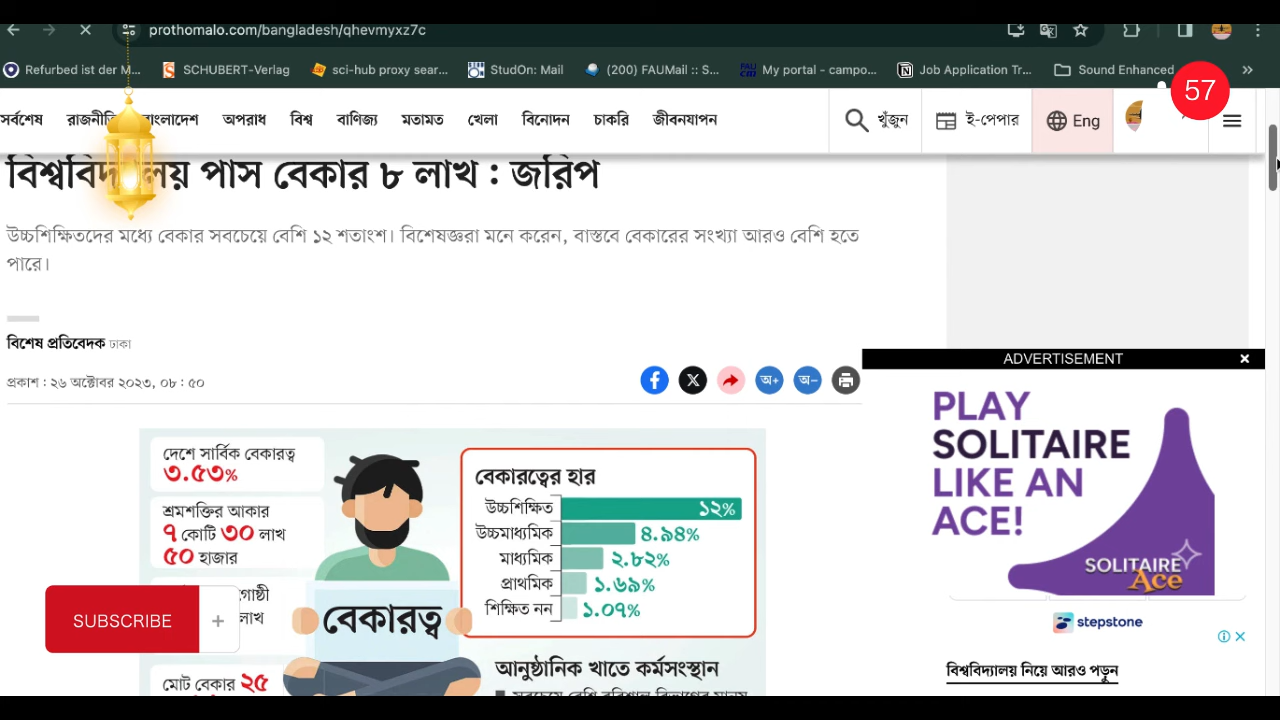 prothomalo.com/bangladesh/qhevmyxz7c
Refurbed ist der M... SCHUBERT-Verlag sci-hub proxy sear... StudOn: Mail (200) FAUMail :: S... My portal - campo... Job Application Tr... Sound Enhanced
57
সর্বশেষ বাংলাদেশ অপরাধ বিশ্ব বাণিজ্য মতামত খেলা বিনোদন চাকরি জীবনযাপন খুঁজুন ই-পেপার Eng
পাস বেকার ৮ লাখ : জরিপ
উচ্চশিক্ষিতদের মধ্যে বেকার সবচেয়ে বেশি ১২ শতাংশ। বিশেষজ্ঞরা মনে করেন, বাস্তবে বেকারের সংখ্যা আরও বেশি হতে
পারে।
বিশেষ প্রতিবেদক ঢাকা
প্রকাশ : ২৬ অক্টোবর ২০২৩, ০৮ : ৫০
অ+ অ−
দেশে সার্বিক বেকারত্ব
৩.৫৩%
শ্রমশক্তির আকার
৭ কোটি ৩০ লাখ
৫০ হাজার
মোট বেকার ২৫
বেকারত্ব
বেকারত্বের হার
উচ্চশিক্ষিত ১২%
উচ্চমাধ্যমিক ৪.৯৪%
মাধ্যমিক ২.৮২%
প্রাথমিক ১.৬৯%
শিক্ষিত নন ১.০৭%
আনুষ্ঠানিক খাতে কর্মসংস্থান
SUBSCRIBE +
ADVERTISEMENT
PLAY
SOLITAIRE
LIKE AN
ACE!
SOLITAIRE
Ace
stepstone
বিশ্ববিদ্যালয় নিয়ে আরও পড়ুন